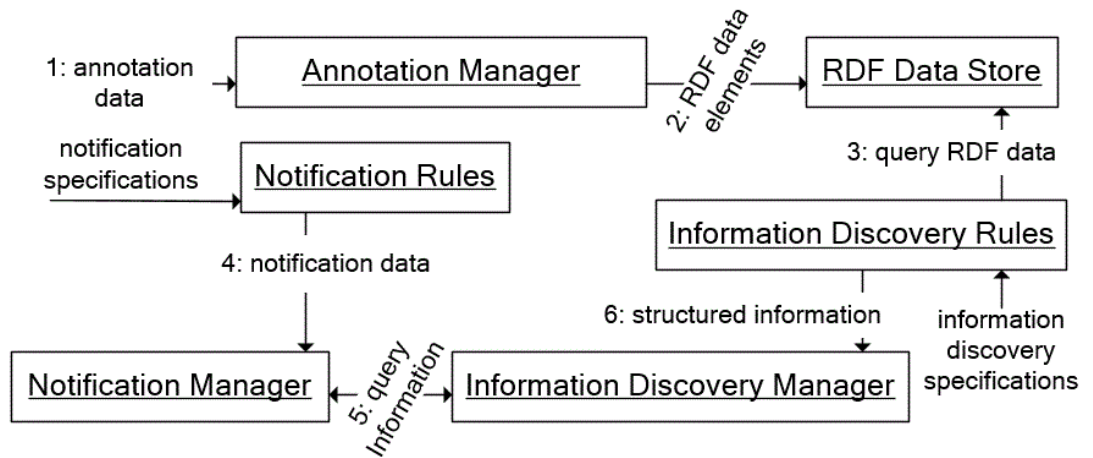 1: annotation
data
Annotation Manager
2: RDF data
elements
RDF Data Store
notification
specifications
Notification Rules
3: query RDF data
Information Discovery Rules
4: notification data
6: structured information
information
discovery
specifications
Notification Manager
5: query
Information
Information Discovery Manager